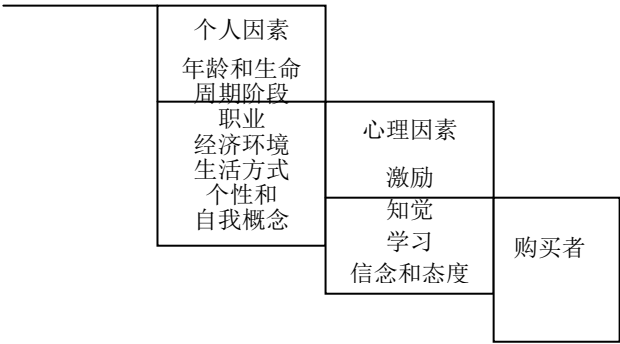 个人因素
年龄和生命
周期阶段
职业
经济环境
生活方式
个性和
自我概念
心理因素
激励
知觉
学习
信念和态度
购买者